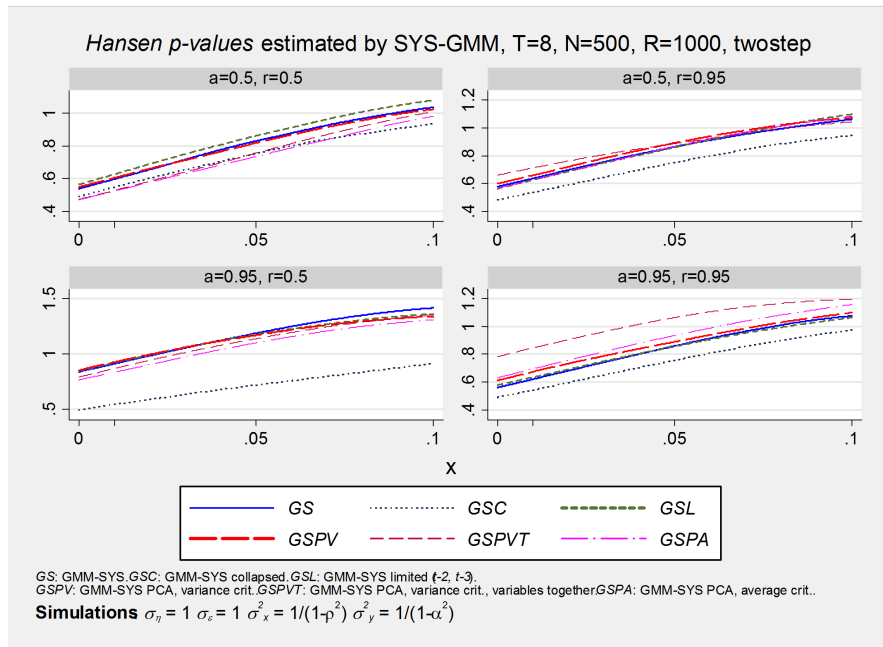 Hansen p-values estimated by SYS-GMM, T=8, N=500, R=1000, twostep
a=0.5, r=0.5
1
.8
.6
.4
0
.05
.1
a=0.5, r=0.95
1.2
1
.8
.6
.4
0
.05
.1
a=0.95, r=0.5
1.5
1
.5
0
.05
.1
a=0.95, r=0.95
1.2
1
.8
.6
.4
0
.05
.1
x
GS GSC GSL
GSPV GSPVT GSPA
GS: GMM-SYS.GSC: GMM-SYS collapsed.GSL: GMM-SYS limited (t-2, t-3).
GSPV: GMM-SYS PCA, variance crit..GSPVT: GMM-SYS PCA, variance crit., variables together.GSPA: GMM-SYS PCA, average crit..
Simulations σ_η = 1 σ_ε = 1 σ²_x = 1/(1-ρ²) σ²_y = 1/(1-α²)